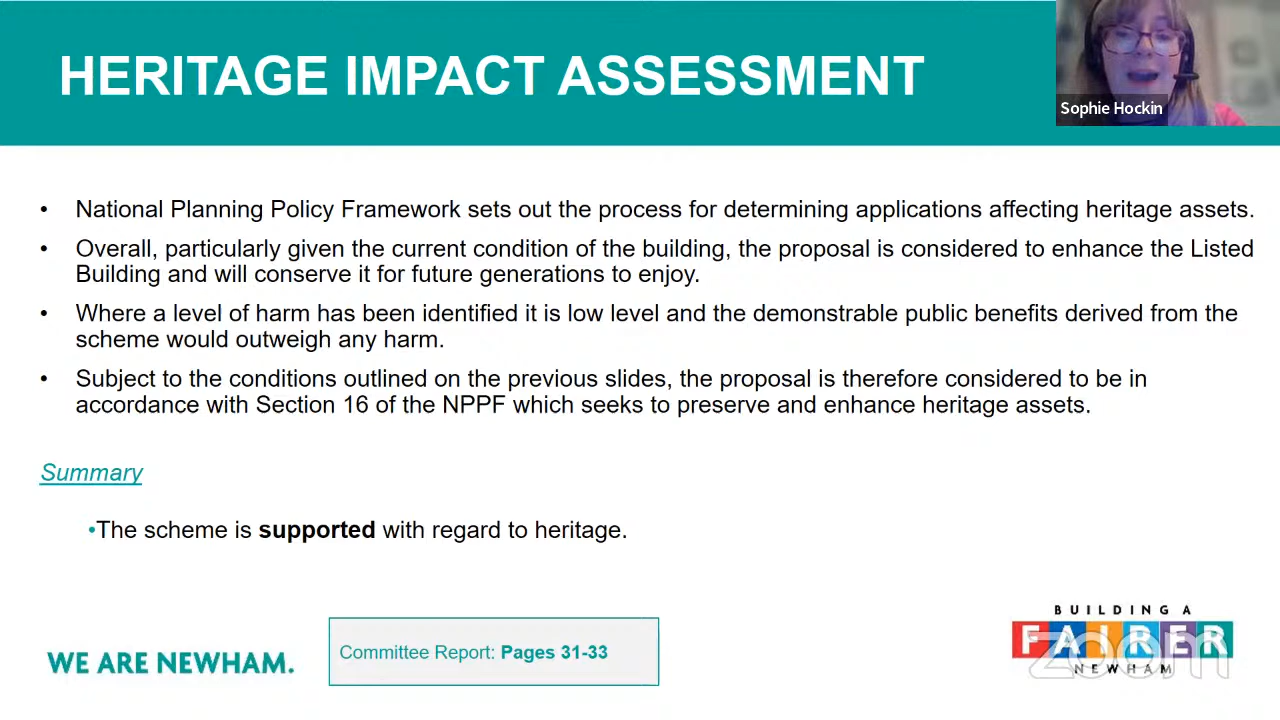 HERITAGE IMPACT ASSESSMENT
Sophie Hockin
• National Planning Policy Framework sets out the process for determining applications affecting heritage assets.
• Overall, particularly given the current condition of the building, the proposal is considered to enhance the Listed
Building and will conserve it for future generations to enjoy.
• Where a level of harm has been identified it is low level and the demonstrable public benefits derived from the
scheme would outweigh any harm.
• Subject to the conditions outlined on the previous slides, the proposal is therefore considered to be in
accordance with Section 16 of the NPPF which seeks to preserve and enhance heritage assets.
Summary
•The scheme is supported with regard to heritage.
WE ARE NEWHAM.
Committee Report: Pages 31-33
BUILDING A
FAIRER
NEWHAM
zoom